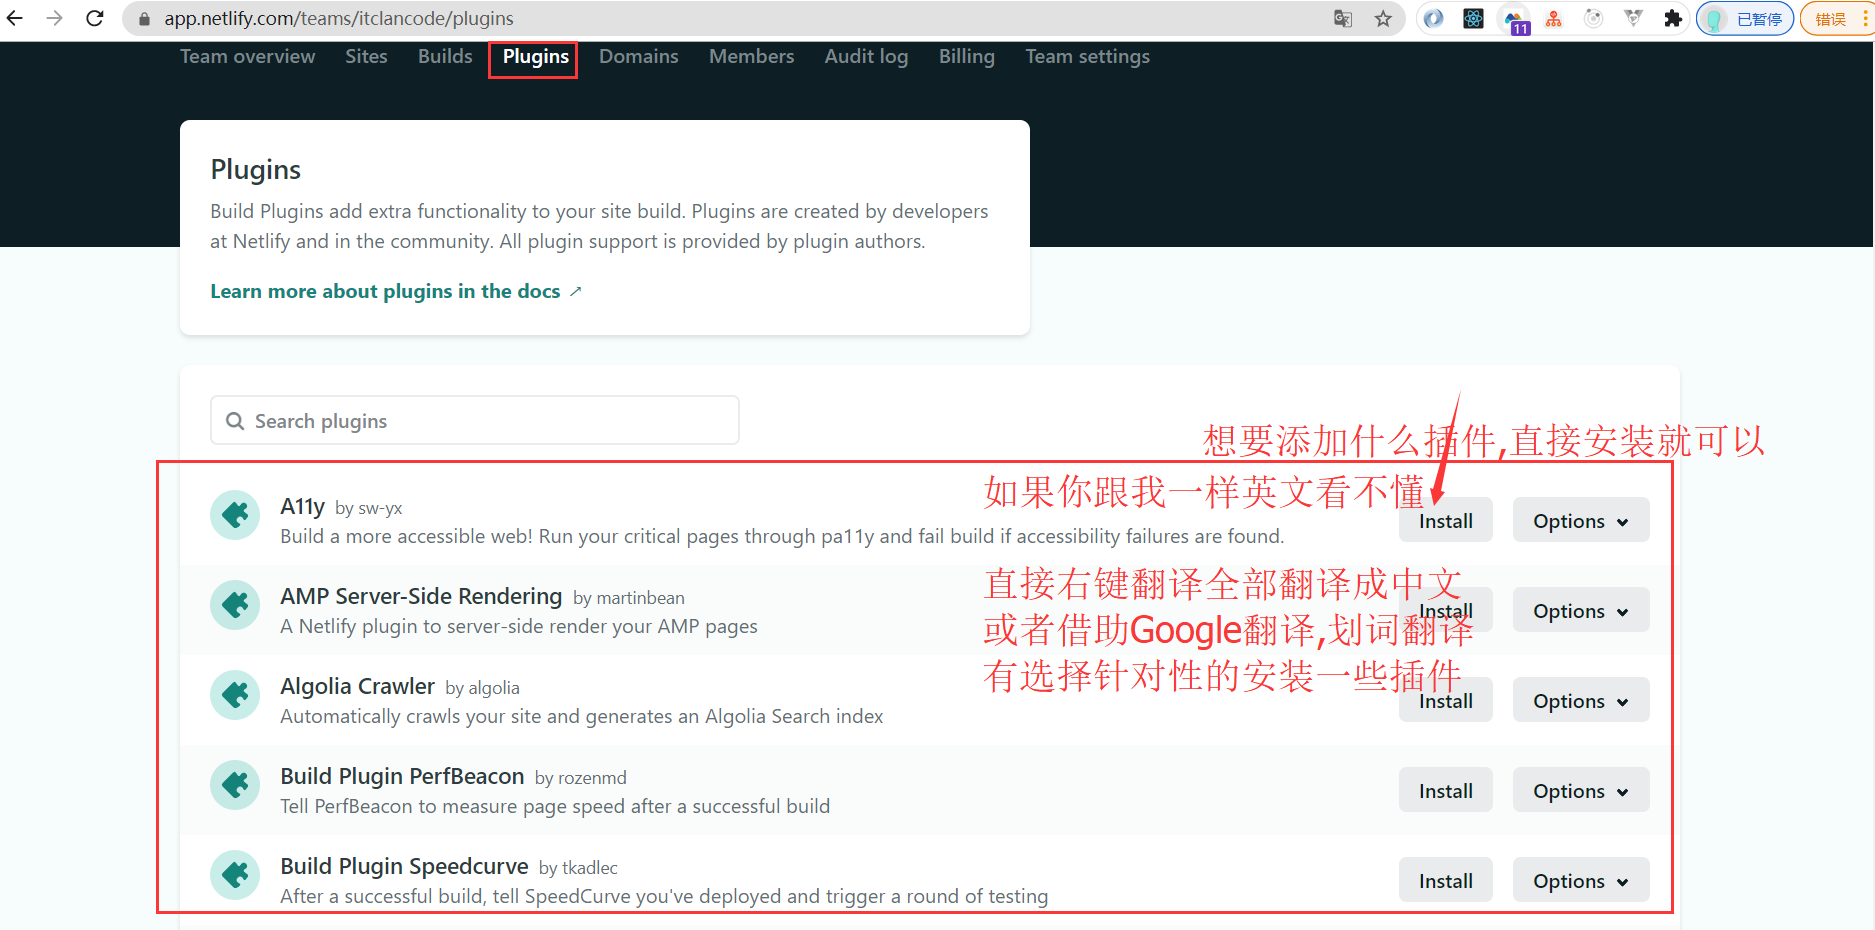 app.netlify.com/teams/itclancode/plugins
11
已暂停
错误
Team overview Sites Builds Plugins Domains Members Audit log Billing Team settings
Plugins
Build Plugins add extra functionality to your site build. Plugins are created by developers
at Netlify and in the community. All plugin support is provided by plugin authors.
Learn more about plugins in the docs ↗
Search plugins
想要添加什么插件,直接安装就可以
如果你跟我一样英文看不懂
A11y by sw-yx
Build a more accessible web! Run your critical pages through pa11y and fail build if accessibility failures are found.
Install Options
直接右键翻译全部翻译成中文
AMP Server-Side Rendering by martinbean
A Netlify plugin to server-side render your AMP pages
Install Options
或者借助Google翻译,划词翻译
有选择针对性的安装一些插件
Algolia Crawler by algolia
Automatically crawls your site and generates an Algolia Search index
Install Options
Build Plugin PerfBeacon by rozenmd
Tell PerfBeacon to measure page speed after a successful build
Install Options
Build Plugin Speedcurve by tkadlec
After a successful build, tell SpeedCurve you've deployed and trigger a round of testing
Install Options